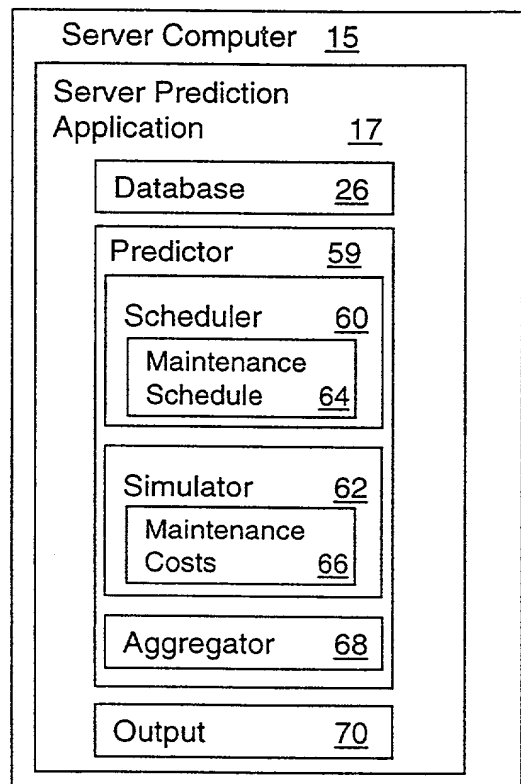 Server Computer 15
Server Prediction
Application 17
Database 26
Predictor 59
Scheduler 60
Maintenance
Schedule 64
Simulator 62
Maintenance
Costs 66
Aggregator 68
Output 70